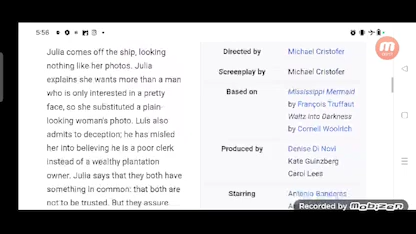 5:56
Julia comes off the ship, looking
nothing like her photos. Julia
explains she wants more than a man
who is only interested in a pretty
face, so she substituted a plain-
looking woman's photo. Luis also
admits to deception; he has misled
her into believing he is a poor clerk
instead of a wealthy plantation
owner. Julia says that they both have
something in common: that both are
not to be trusted. But they assure
Directed by Michael Cristofer
Screenplay by Michael Cristofer
Based on Mississippi Mermaid
by François Truffaut
Waltz Into Darkness
by Cornell Woolrich
Produced by Denise Di Novi
Kate Guinzberg
Carol Lees
Starring Antonio Banderas
Recorded by Mobizen